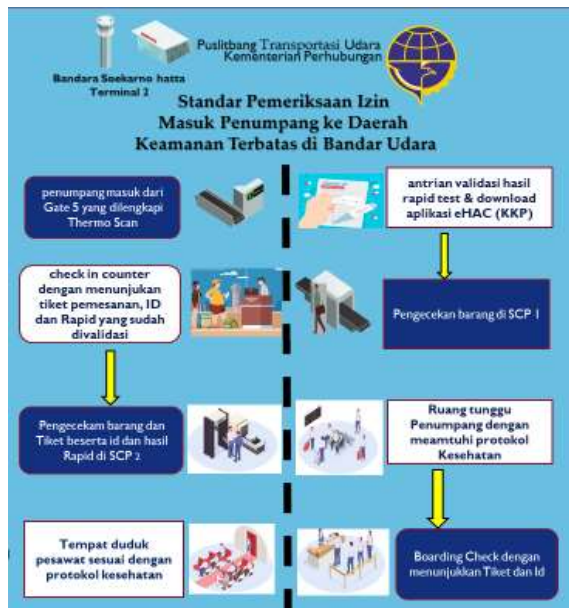 Puslitbang Transportasi Udara
Kementerian Perhubungan
Bandara Soekarno hatta
Terminal 2
Standar Pemeriksaan Izin
Masuk Penumpang ke Daerah
Keamanan Terbatas di Bandar Udara
penumpang masuk dari
Gate 5 yang dilengkapi
Thermo Scan
antrian validasi hasil
rapid test & download
aplikasi eHAC (KKP)
check in counter
dengan menunjukan
tiket pemesanan, ID
dan Rapid yang sudah
divalidasi
Pengecekan barang di SCP 1
Pengecekam barang dan
Tiket beserta id dan hasil
Rapid di SCP 2
Ruang tunggu
Penumpang dengan
meamtuhi protokol
Kesehatan
Tempat duduk
pesawat sesuai dengan
protokol kesehatan
Boarding Check dengan
menunjukkan Tiket dan Id